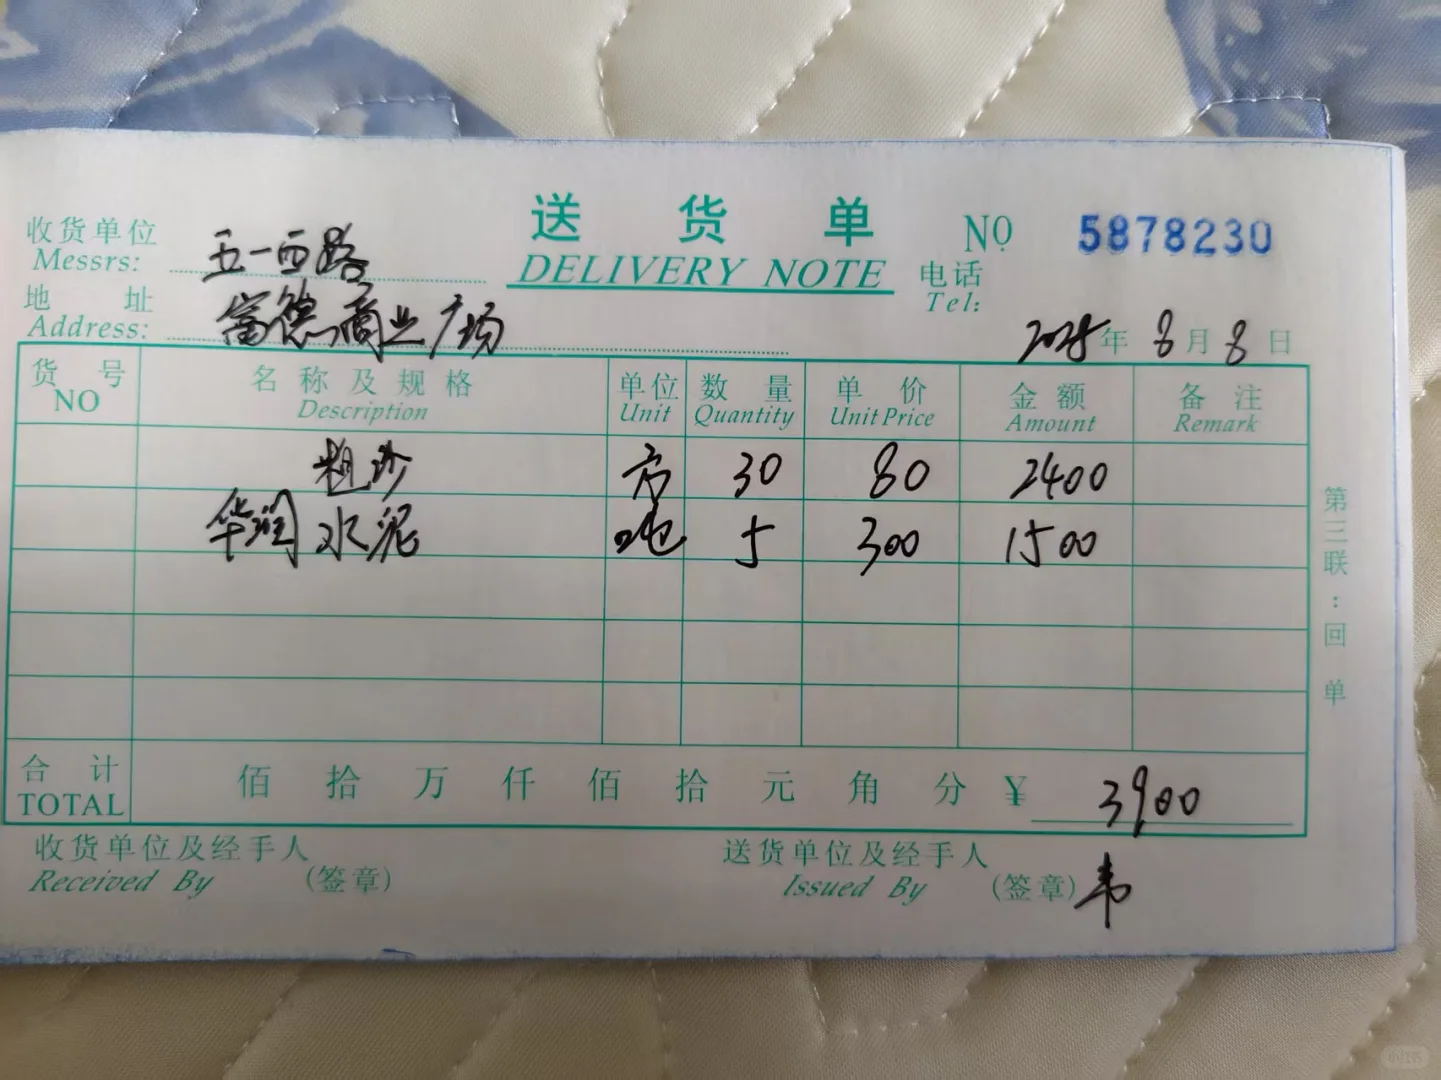 送货单 NO 5878230
DELIVERY NOTE
收货单位 五一西路
Messrs:
电话
Tel:
地址 富德商业广场
Address:
2025年8月8日
货号 名称及规格 单位 数量 单价 金额 备注
NO Description Unit Quantity Unit Price Amount Remark
粗沙 方 30 80 2400
华润水泥 吨 5 300 1500
合计 佰拾万仟佰拾元角分 ¥ 3900
TOTAL
收货单位及经手人 (签章)
Received By
送货单位及经手人 (签章) 韦
Issued By
第三联:回单